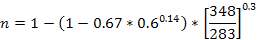 n = 1 − (1 − 0.67 * 0.6^0.14) * [348/283]^0.3